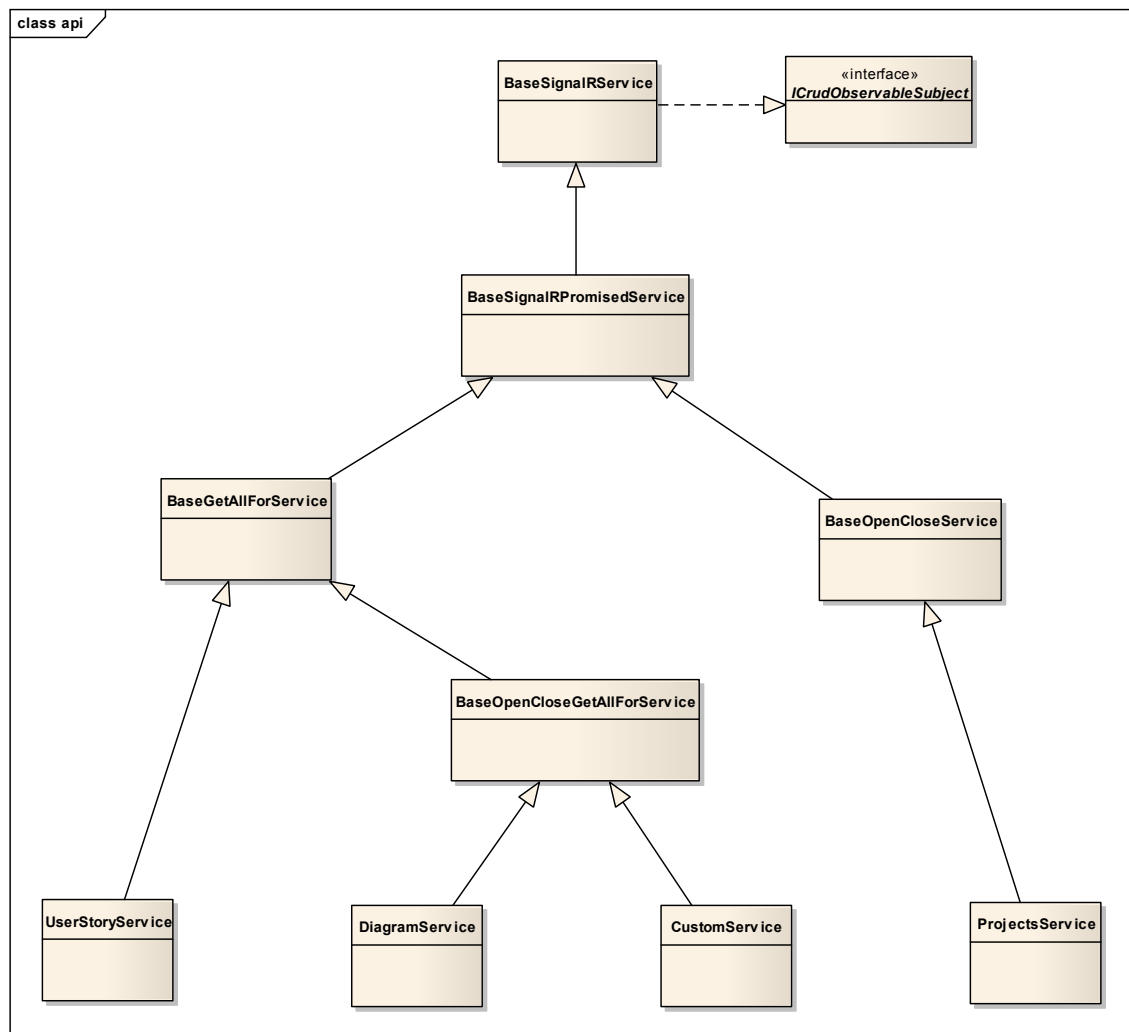 class api
BaseSignalRService
«interface»
ICrudObservableSubject
BaseSignalRPromisedService
BaseGetAllForService
BaseOpenCloseService
BaseOpenCloseGetAllForService
UserStoryService
DiagramService
CustomService
ProjectsService